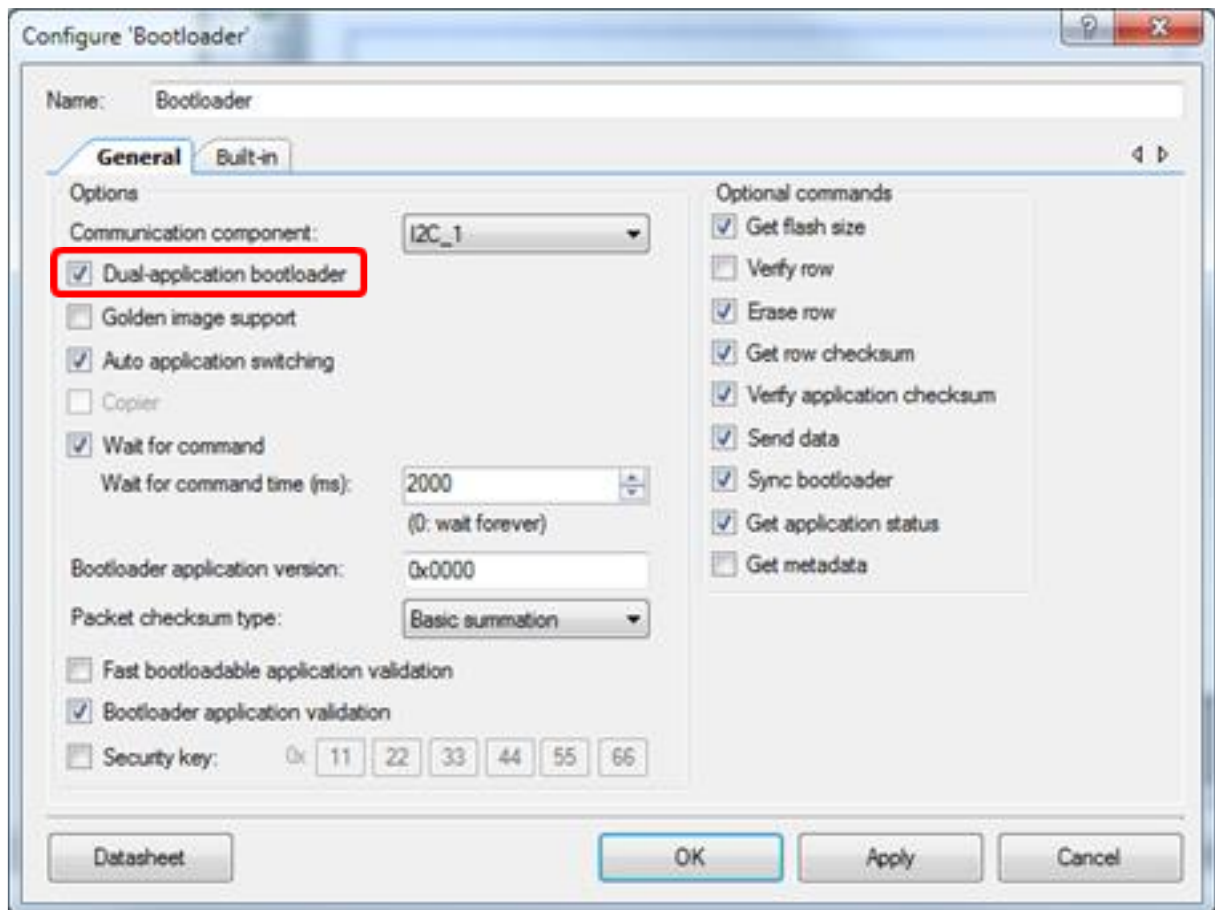 Configure 'Bootloader'
Name: Bootloader
General Built-in
Options
Communication component: I2C_1
Dual-application bootloader
Golden image support
Auto application switching
Copier
Wait for command
Wait for command time (ms): 2000
(0: wait forever)
Bootloader application version: 0x0000
Packet checksum type: Basic summation
Fast bootloadable application validation
Bootloader application validation
Security key: 0x 11 22 33 44 55 66
Optional commands
Get flash size
Verify row
Erase row
Get row checksum
Verify application checksum
Send data
Sync bootloader
Get application status
Get metadata
Datasheet OK Apply Cancel